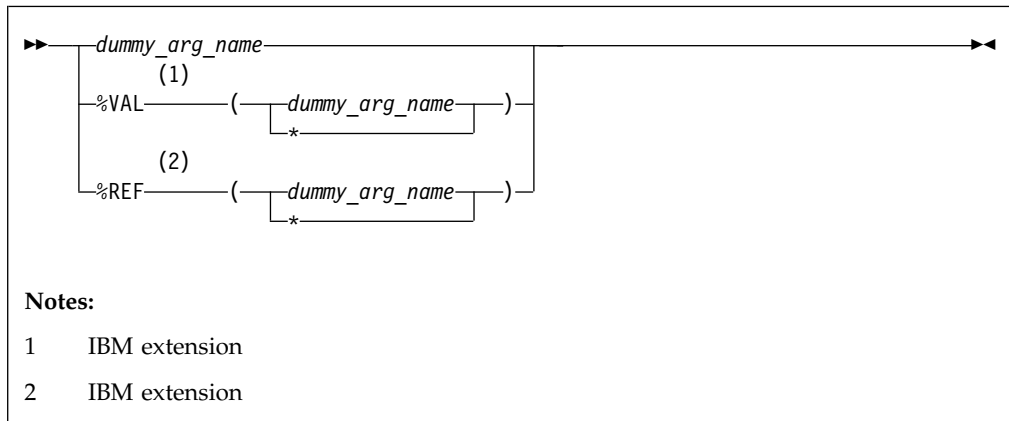 dummy_arg_name
(1)
%VAL ( dummy_arg_name )
*
(2)
%REF ( dummy_arg_name )
*
Notes:
1 IBM extension
2 IBM extension